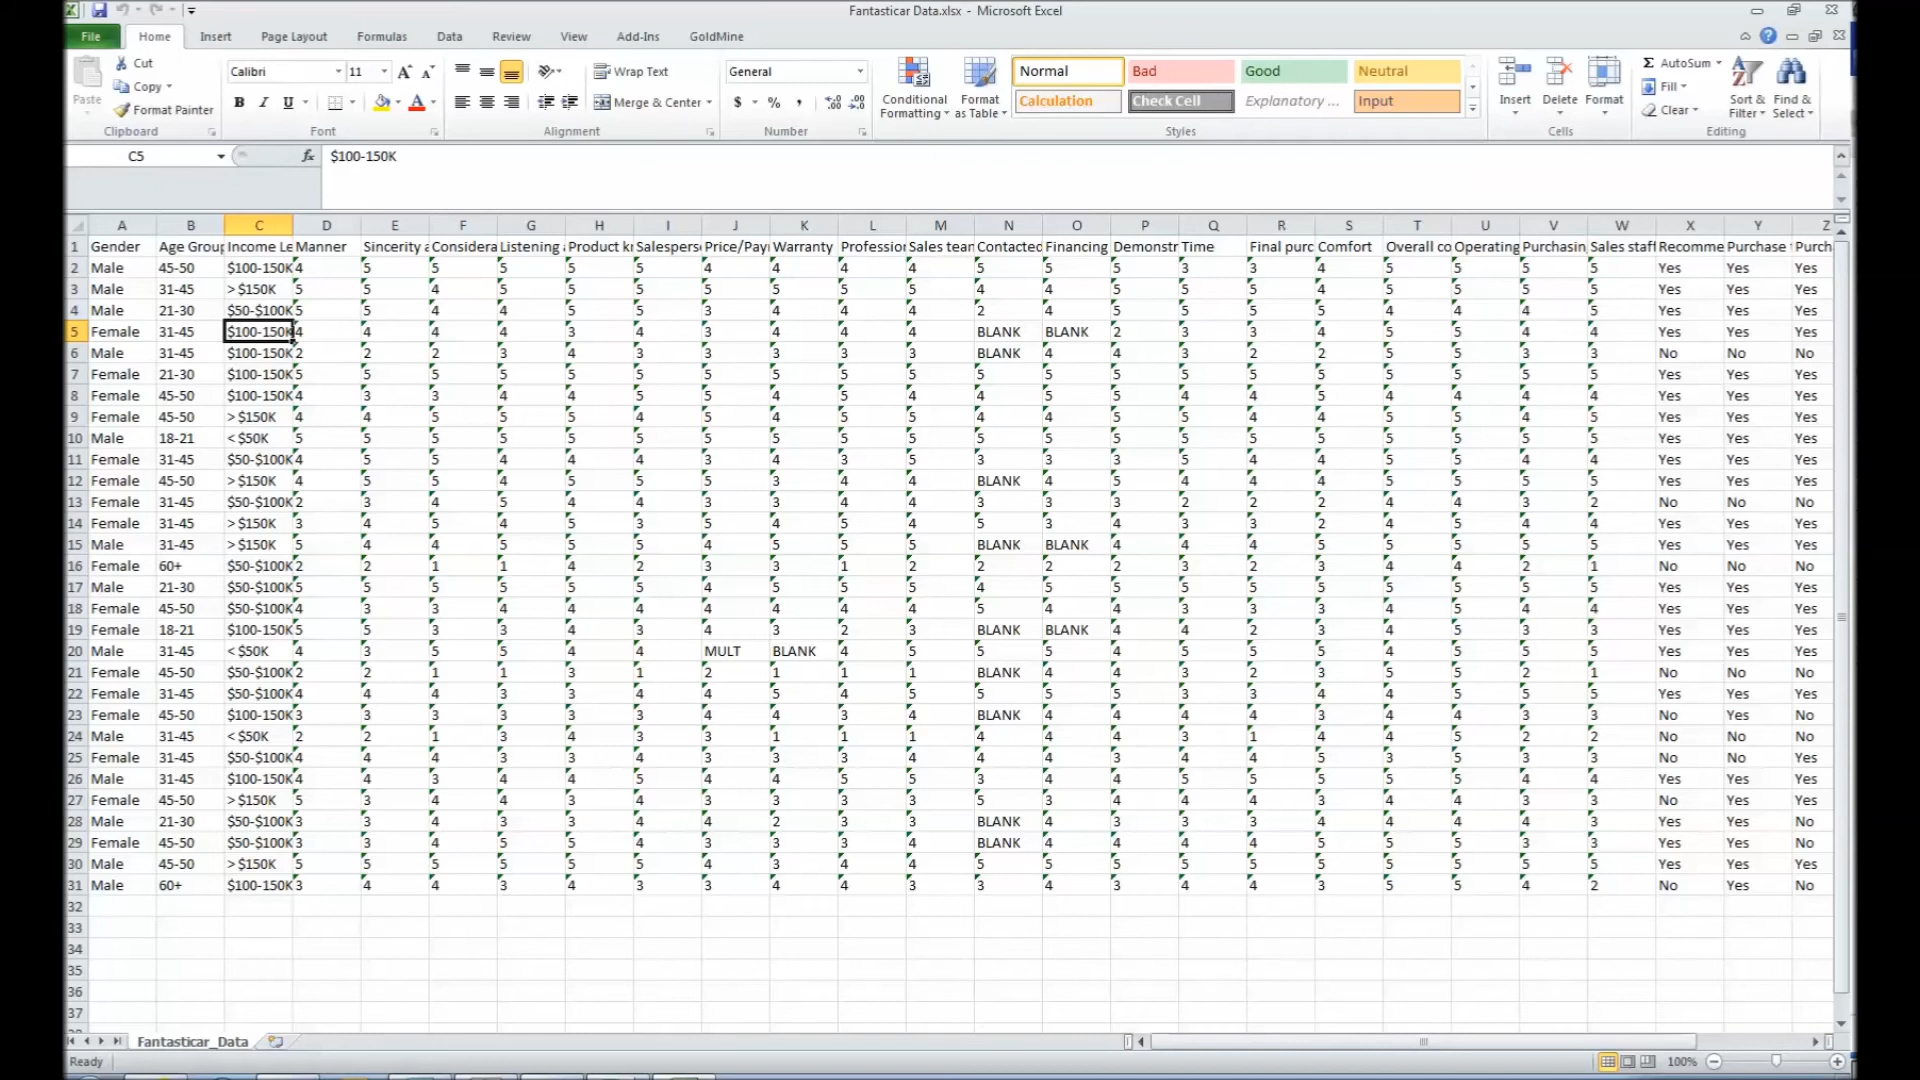 Fantasticar Data.xlsx - Microsoft Excel
File Home Insert Page Layout Formulas Data Review View Add-Ins GoldMine
Paste Cut Copy Format Painter Clipboard
Calibri 11 B I U Font
Wrap Text Merge & Center Alignment
General $ % , Number
Conditional Formatting Format as Table
Normal Bad Good Neutral
Calculation Check Cell Explanatory ... Input
Styles
Insert Delete Format Cells
AutoSum Fill Clear Sort & Filter Find & Select Editing
C5 fx $100-150K
A B C D E F G H I J K L M N O P Q R S T U V W X Y Z
1 Gender Age Group Income Le Manner Sincerity a Considera Listening a Product kr Salesperso Price/Payı Warranty Profession Sales team Contacted Financing Demonstr Time Final purc Comfort Overall co Operating Purchasin Sales staff Recomme Purchase Purch
2 Male 45-50 $100-150K 4 5 5 5 5 5 4 4 4 4 5 5 5 3 3 4 5 5 5 5 Yes Yes Yes
3 Male 31-45 > $150K 5 5 4 5 5 5 5 5 5 5 4 4 5 5 5 4 5 5 4 5 Yes Yes Yes
4 Male 21-30 $50-$100K 5 5 4 4 5 5 3 4 4 4 2 4 5 5 5 5 4 4 4 5 Yes Yes Yes
5 Female 31-45 $100-150K 4 4 4 4 3 4 3 4 4 4 BLANK BLANK 2 3 3 4 5 5 4 4 Yes Yes Yes
6 Male 31-45 $100-150K 2 2 2 3 4 3 3 3 3 3 BLANK 4 4 3 2 2 5 5 3 3 No No No
7 Female 21-30 $100-150K 5 5 5 5 5 5 5 5 5 5 5 5 5 5 5 5 5 5 5 5 Yes Yes Yes
8 Female 45-50 $100-150K 4 3 3 4 4 5 5 4 5 4 4 5 5 4 4 5 4 5 4 4 Yes Yes Yes
9 Female 45-50 > $150K 4 4 5 5 5 4 5 4 5 5 4 4 5 5 4 4 5 5 4 5 Yes Yes Yes
10 Male 18-21 < $50K 5 5 5 5 5 5 5 5 5 5 5 5 5 5 5 5 5 5 5 5 Yes Yes Yes
11 Female 31-45 $50-$100K 4 5 5 4 4 4 3 4 3 5 3 3 3 5 4 4 5 5 4 4 Yes Yes Yes
12 Female 45-50 > $150K 4 5 5 4 5 5 5 3 4 4 BLANK 4 5 4 4 4 5 5 5 5 Yes Yes Yes
13 Female 31-45 $50-$100K 2 3 4 5 4 4 3 3 4 4 3 3 3 2 2 2 4 4 3 2 No No No
14 Female 31-45 > $150K 3 4 5 4 5 3 5 4 5 4 5 3 4 3 3 2 4 5 4 4 Yes Yes Yes
15 Male 31-45 > $150K 5 4 4 5 5 5 4 5 5 5 BLANK BLANK 4 4 4 5 5 5 5 5 Yes Yes Yes
16 Female 60+ $50-$100K 2 2 1 1 4 2 3 3 1 2 2 2 2 3 2 3 4 4 2 1 No No No
17 Male 21-30 $50-$100K 5 5 5 5 5 5 4 5 5 5 4 5 5 5 5 5 5 5 5 5 Yes Yes Yes
18 Female 45-50 $50-$100K 4 3 3 4 4 4 4 4 4 4 5 4 4 3 3 3 4 5 4 4 Yes Yes Yes
19 Female 18-21 $100-150K 5 5 3 3 4 3 4 3 2 3 BLANK BLANK 4 4 2 3 4 5 3 3 Yes Yes Yes
20 Male 31-45 < $50K 4 3 5 5 4 4 MULT BLANK 4 5 5 5 4 5 5 5 5 5 5 5 Yes Yes Yes
21 Female 45-50 $50-$100K 2 2 1 1 3 1 2 1 1 1 BLANK 4 4 3 2 3 5 5 2 1 No No No
22 Female 31-45 $50-$100K 4 4 4 3 3 4 4 5 4 5 5 5 5 3 3 4 4 5 5 5 Yes Yes Yes
23 Female 45-50 $100-150K 3 3 3 3 3 3 4 4 3 4 BLANK 4 4 4 4 3 4 4 3 3 No Yes No
24 Male 31-45 < $50K 2 2 1 3 4 3 3 1 1 1 4 4 4 3 1 4 4 5 2 2 No No No
25 Female 31-45 $50-$100K 4 4 4 3 3 4 3 3 3 4 4 4 3 4 4 5 3 5 3 3 No No Yes
26 Male 31-45 $100-150K 4 4 3 4 4 5 4 4 5 5 3 4 4 5 5 5 5 5 4 4 Yes Yes Yes
27 Female 45-50 > $150K 5 3 4 4 3 4 3 3 3 3 5 3 4 4 4 3 4 4 3 3 No Yes Yes
28 Male 21-30 $50-$100K 3 3 4 3 3 4 4 2 3 3 BLANK 4 3 3 3 4 4 4 4 3 Yes Yes No
29 Female 45-50 $50-$100K 3 3 4 5 5 4 3 3 3 4 BLANK 4 4 4 4 5 5 5 3 3 Yes Yes No
30 Male 45-50 > $150K 5 5 5 5 5 5 4 3 4 4 5 5 5 5 5 5 5 5 5 5 Yes Yes Yes
31 Male 60+ $100-150K 3 4 4 3 4 3 3 4 4 3 3 4 3 4 4 3 5 5 4 2 No Yes No
32
33
34
35
36
37
Fantasticar_Data
Ready 100%